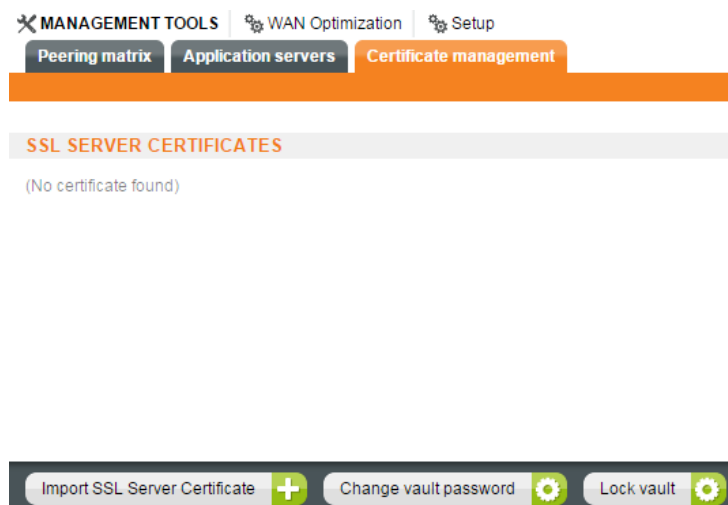 MANAGEMENT TOOLS WAN Optimization Setup
Peering matrix Application servers Certificate management
SSL SERVER CERTIFICATES
(No certificate found)
Import SSL Server Certificate Change vault password Lock vault